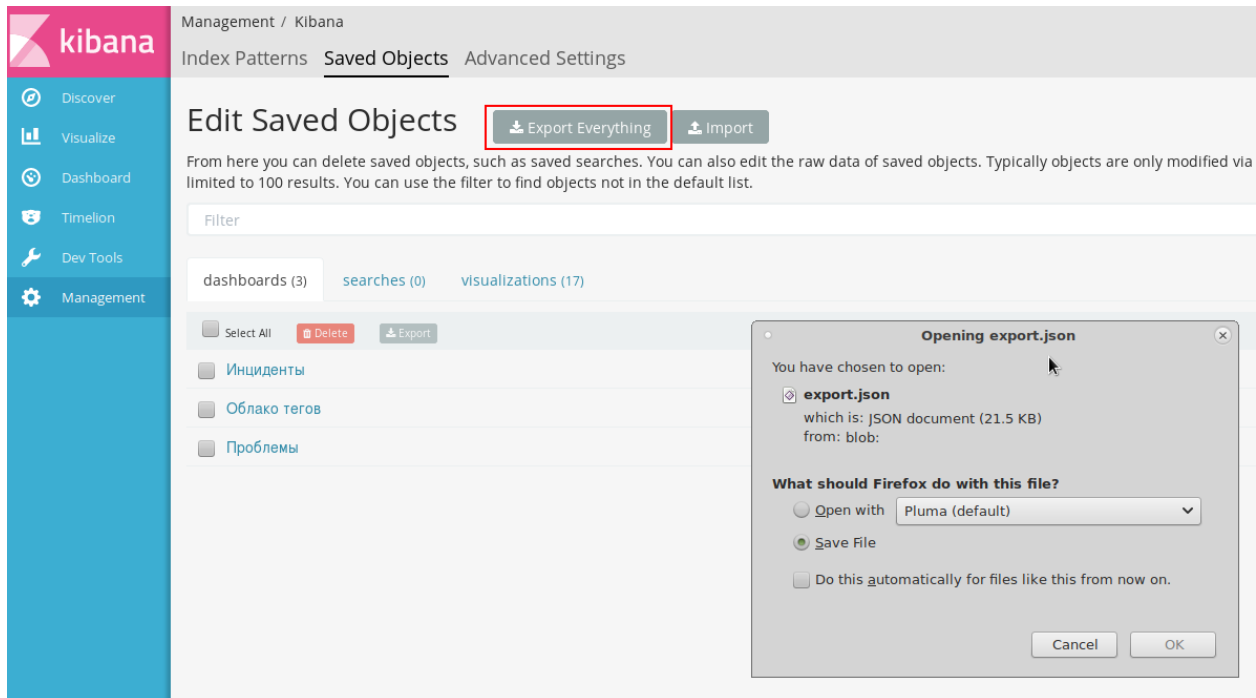 kibana
Discover
Visualize
Dashboard
Timelion
Dev Tools
Management
Management / Kibana
Index Patterns Saved Objects Advanced Settings
Edit Saved Objects Export Everything Import
From here you can delete saved objects, such as saved searches. You can also edit the raw data of saved objects. Typically objects are only modified via
limited to 100 results. You can use the filter to find objects not in the default list.
Filter
dashboards (3) searches (0) visualizations (17)
Select All Delete Export
Инциденты
Облако тегов
Проблемы
Opening export.json
You have chosen to open:
export.json
which is: JSON document (21.5 KB)
from: blob:
What should Firefox do with this file?
Open with Pluma (default)
Save File
Do this automatically for files like this from now on.
Cancel OK